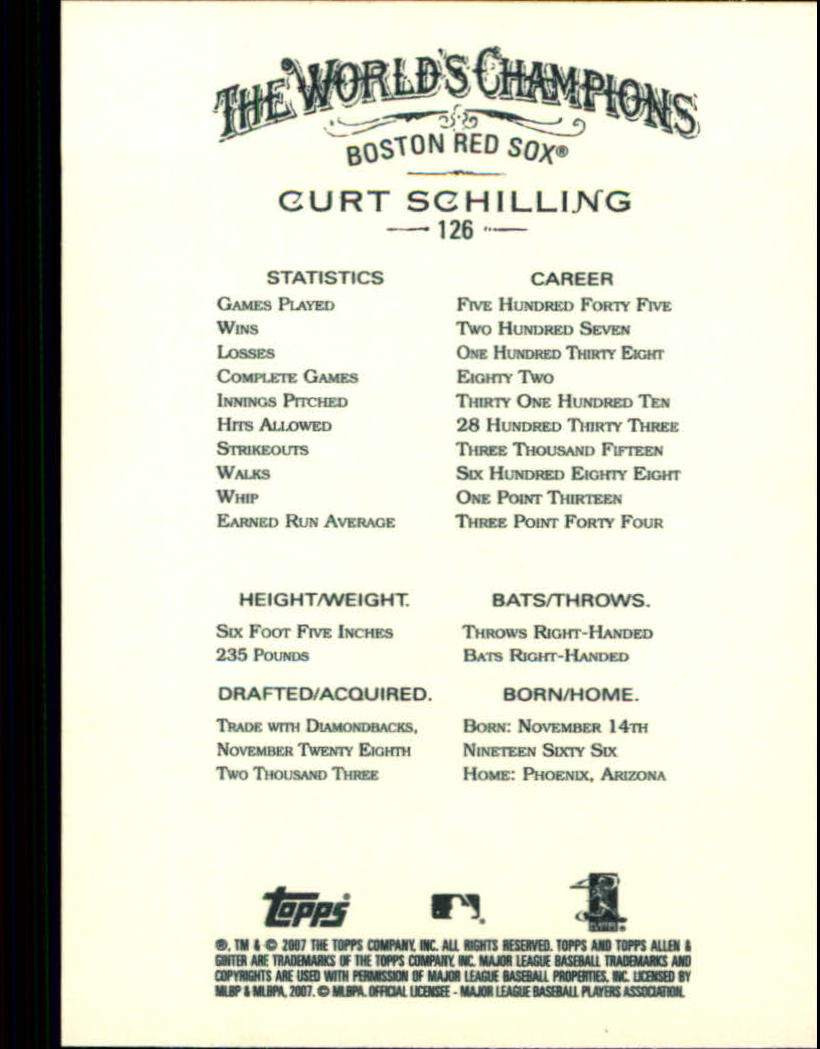 THE WORLD'S CHAMPIONS
BOSTON RED SOX®
CURT SCHILLING
126
STATISTICS CAREER
GAMES PLAYED FIVE HUNDRED FORTY FIVE
WINS TWO HUNDRED SEVEN
LOSSES ONE HUNDRED THIRTY EIGHT
COMPLETE GAMES EIGHTY TWO
INNINGS PITCHED THIRTY ONE HUNDRED TEN
HITS ALLOWED 28 HUNDRED THIRTY THREE
STRIKEOUTS THREE THOUSAND FIFTEEN
WALKS SIX HUNDRED EIGHTY EIGHT
WHIP ONE POINT THIRTEEN
EARNED RUN AVERAGE THREE POINT FORTY FOUR
HEIGHT/WEIGHT. BATS/THROWS.
SIX FOOT FIVE INCHES THROWS RIGHT-HANDED
235 POUNDS BATS RIGHT-HANDED
DRAFTED/ACQUIRED. BORN/HOME.
TRADE WITH DIAMONDBACKS, BORN: NOVEMBER 14TH
NOVEMBER TWENTY EIGHTH NINETEEN SIXTY SIX
TWO THOUSAND THREE HOME: PHOENIX, ARIZONA
Topps®
®, TM & © 2007 THE TOPPS COMPANY, INC. ALL RIGHTS RESERVED. TOPPS AND TOPPS ALLEN &
GINTER ARE TRADEMARKS OF THE TOPPS COMPANY, INC. MAJOR LEAGUE BASEBALL TRADEMARKS AND
COPYRIGHTS ARE USED WITH PERMISSION OF MAJOR LEAGUE BASEBALL PROPERTIES, INC. LICENSED BY
MLBP & MLBPA, 2007. © MLBPA. OFFICIAL LICENSEE - MAJOR LEAGUE BASEBALL PLAYERS ASSOCIATION.